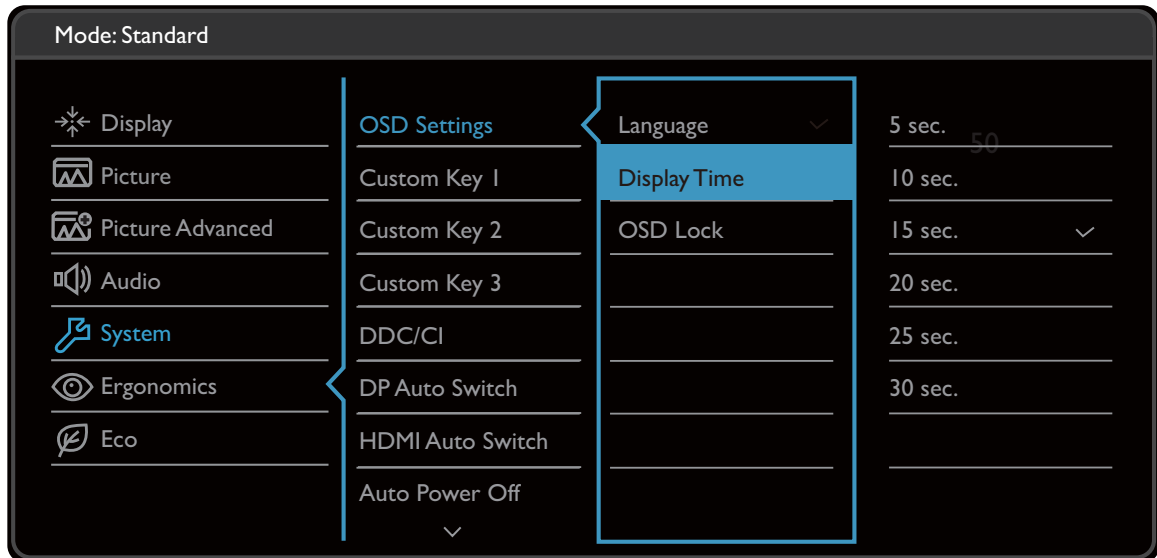 Mode: Standard
Display
Picture
Picture Advanced
Audio
System
Ergonomics
Eco
OSD Settings
Custom Key 1
Custom Key 2
Custom Key 3
DDC/CI
DP Auto Switch
HDMI Auto Switch
Auto Power Off
Language
Display Time
OSD Lock
5 sec.
50
10 sec.
15 sec.
20 sec.
25 sec.
30 sec.